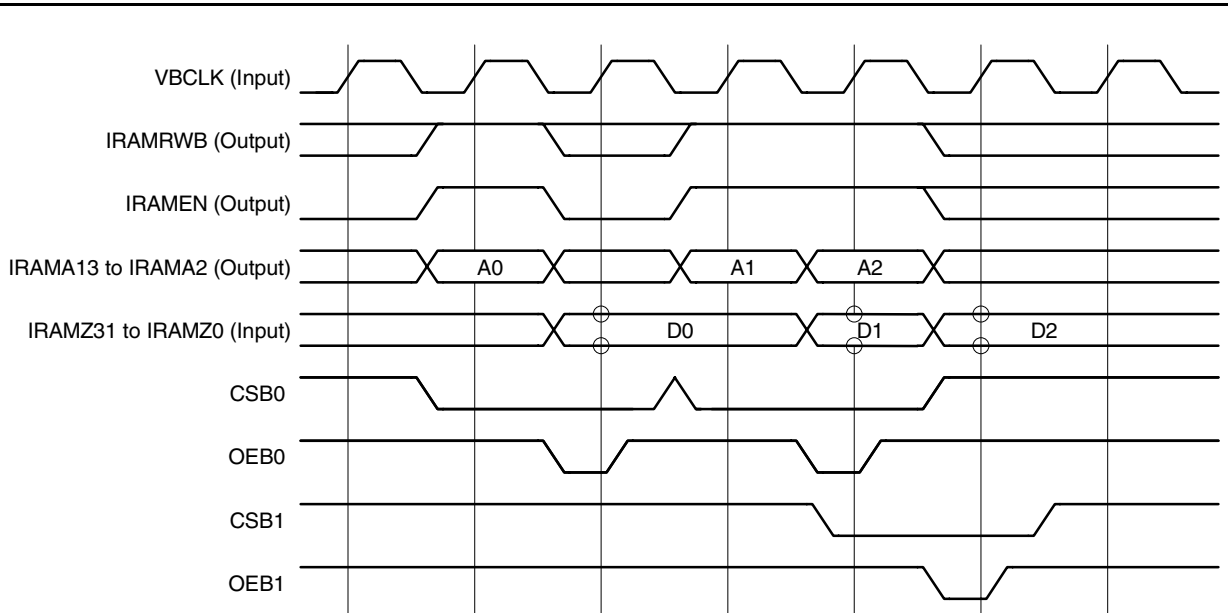 VBCLK (Input)
IRAMRWB (Output)
IRAMEN (Output)
IRAMA13 to IRAMA2 (Output) A0 A1 A2
IRAMZ31 to IRAMZ0 (Input) D0 D1 D2
CSB0
OEB0
CSB1
OEB1